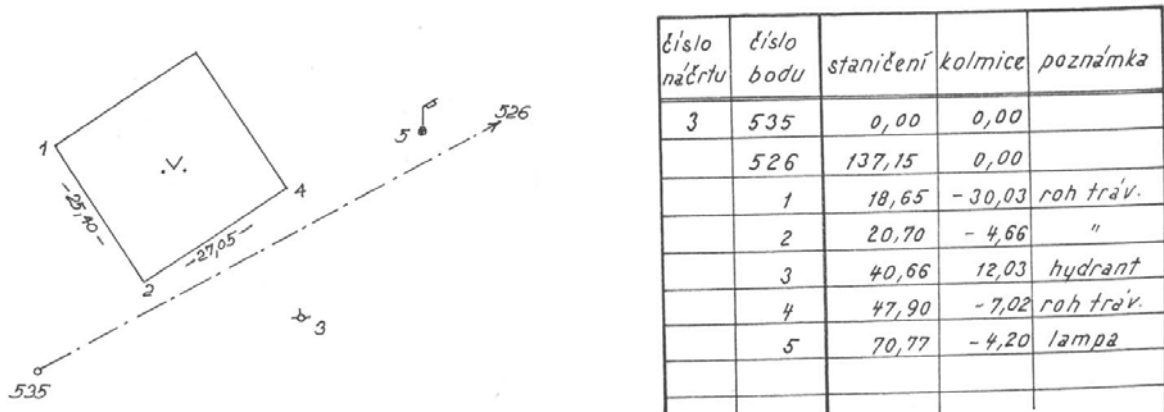 526
5
1
4
-25,40-
-27,05-
2
3
535
číslo náčrtu číslo bodu staničení kolmice poznámka
3 535 0,00 0,00
526 137,15 0,00
1 18,65 -30,03 roh tráv.
2 20,70 -4,66 "
3 40,66 12,03 hydrant
4 47,90 -7,02 roh tráv.
5 70,77 -4,20 lampa